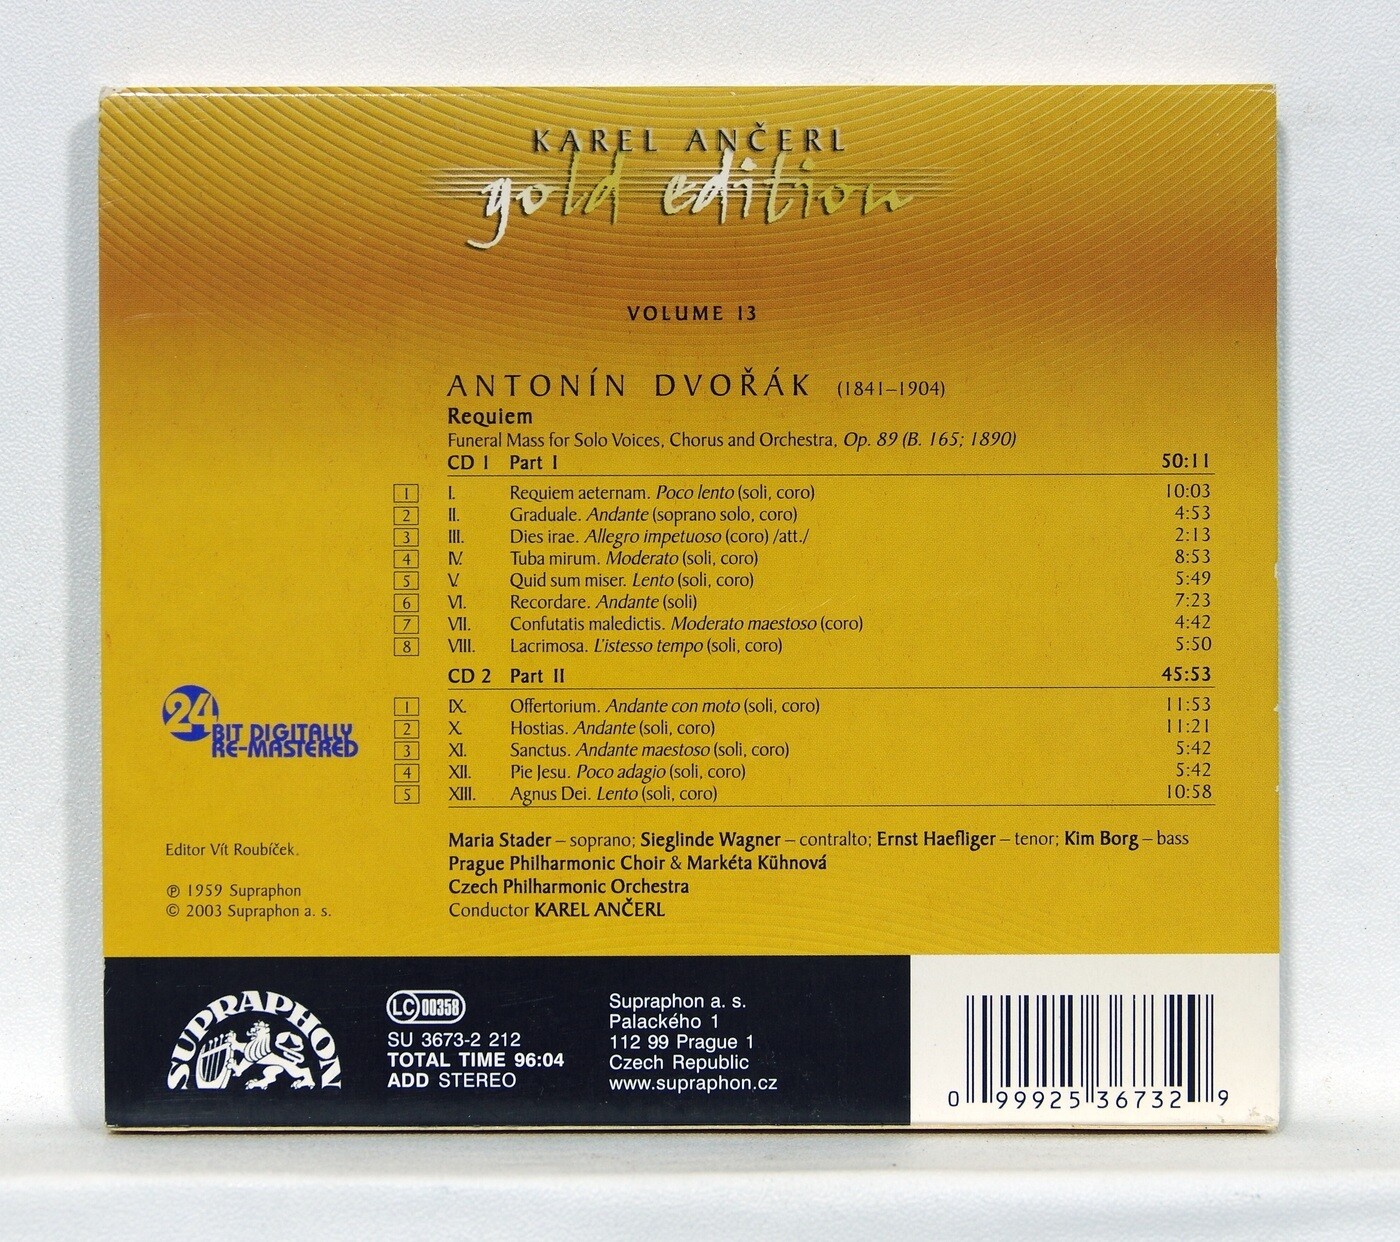 KAREL ANČERL
gold edition
VOLUME 13
ANTONÍN DVOŘÁK (1841–1904)
Requiem
Funeral Mass for Solo Voices, Chorus and Orchestra, Op. 89 (B. 165; 1890)
CD 1 Part I 50:11
1 I. Requiem aeternam. Poco lento (soli, coro) 10:03
2 II. Graduale. Andante (soprano solo, coro) 4:53
3 III. Dies irae. Allegro impetuoso (coro) /att./ 2:13
4 IV. Tuba mirum. Moderato (soli, coro) 8:53
5 V. Quid sum miser. Lento (soli, coro) 5:49
6 VI. Recordare. Andante (soli) 7:23
7 VII. Confutatis maledictis. Moderato maestoso (coro) 4:42
8 VIII. Lacrimosa. L'istesso tempo (soli, coro) 5:50
CD 2 Part II 45:53
1 IX. Offertorium. Andante con moto (soli, coro) 11:53
2 X. Hostias. Andante (soli, coro) 11:21
3 XI. Sanctus. Andante maestoso (soli, coro) 5:42
4 XII. Pie Jesu. Poco adagio (soli, coro) 5:42
5 XIII. Agnus Dei. Lento (soli, coro) 10:58
24
BIT DIGITALLY
RE-MASTERED
Maria Stader – soprano; Sieglinde Wagner – contralto; Ernst Haefliger – tenor; Kim Borg – bass
Prague Philharmonic Choir & Markéta Kühnová
Czech Philharmonic Orchestra
Conductor KAREL ANČERL
Editor Vít Roubíček.
℗ 1959 Supraphon
© 2003 Supraphon a. s.
SUPRAPHON
LC 00358
SU 3673-2 212
TOTAL TIME 96:04
ADD STEREO
Supraphon a. s.
Palackého 1
112 99 Prague 1
Czech Republic
www.supraphon.cz
0 99925 36732 9